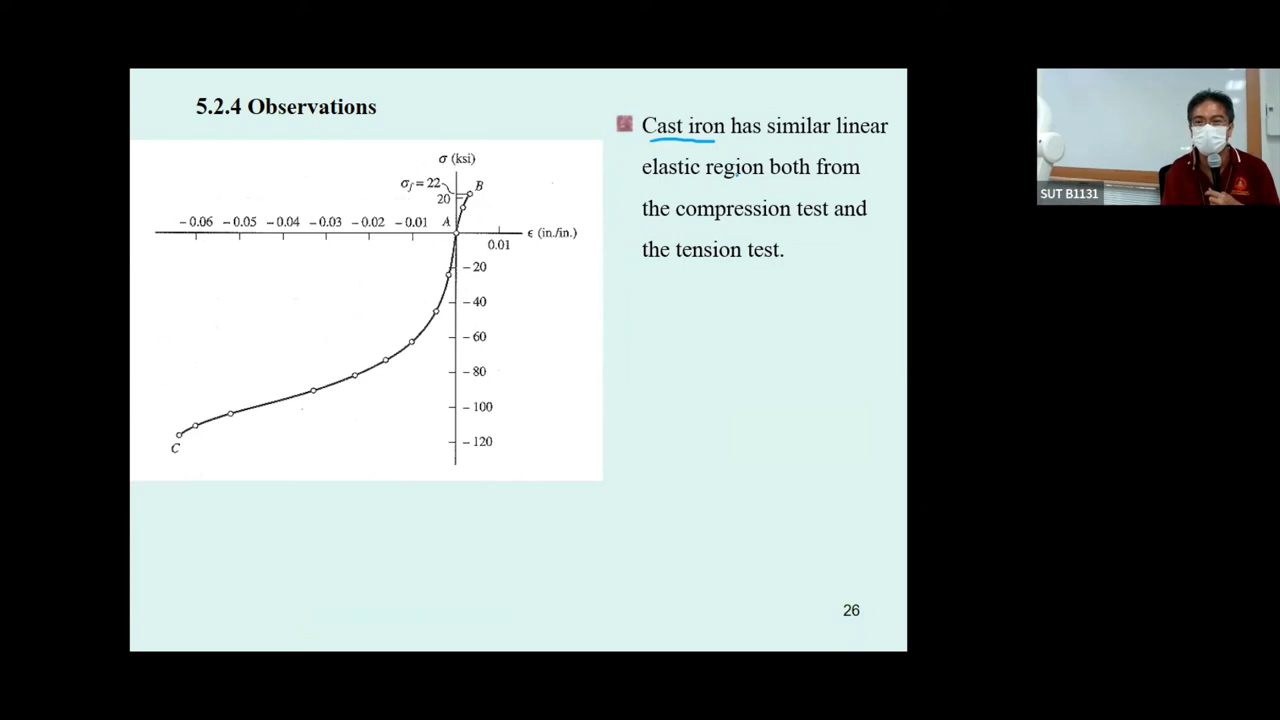 5.2.4 Observations
σ (ksi)
σf = 22
B
20
− 0.06 − 0.05 − 0.04 − 0.03 − 0.02 − 0.01 A
ϵ (in./in.)
0.01
− 20
− 40
− 60
− 80
− 100
− 120
C
Cast iron has similar linear
elastic region both from
the compression test and
the tension test.
26
SUT B1131